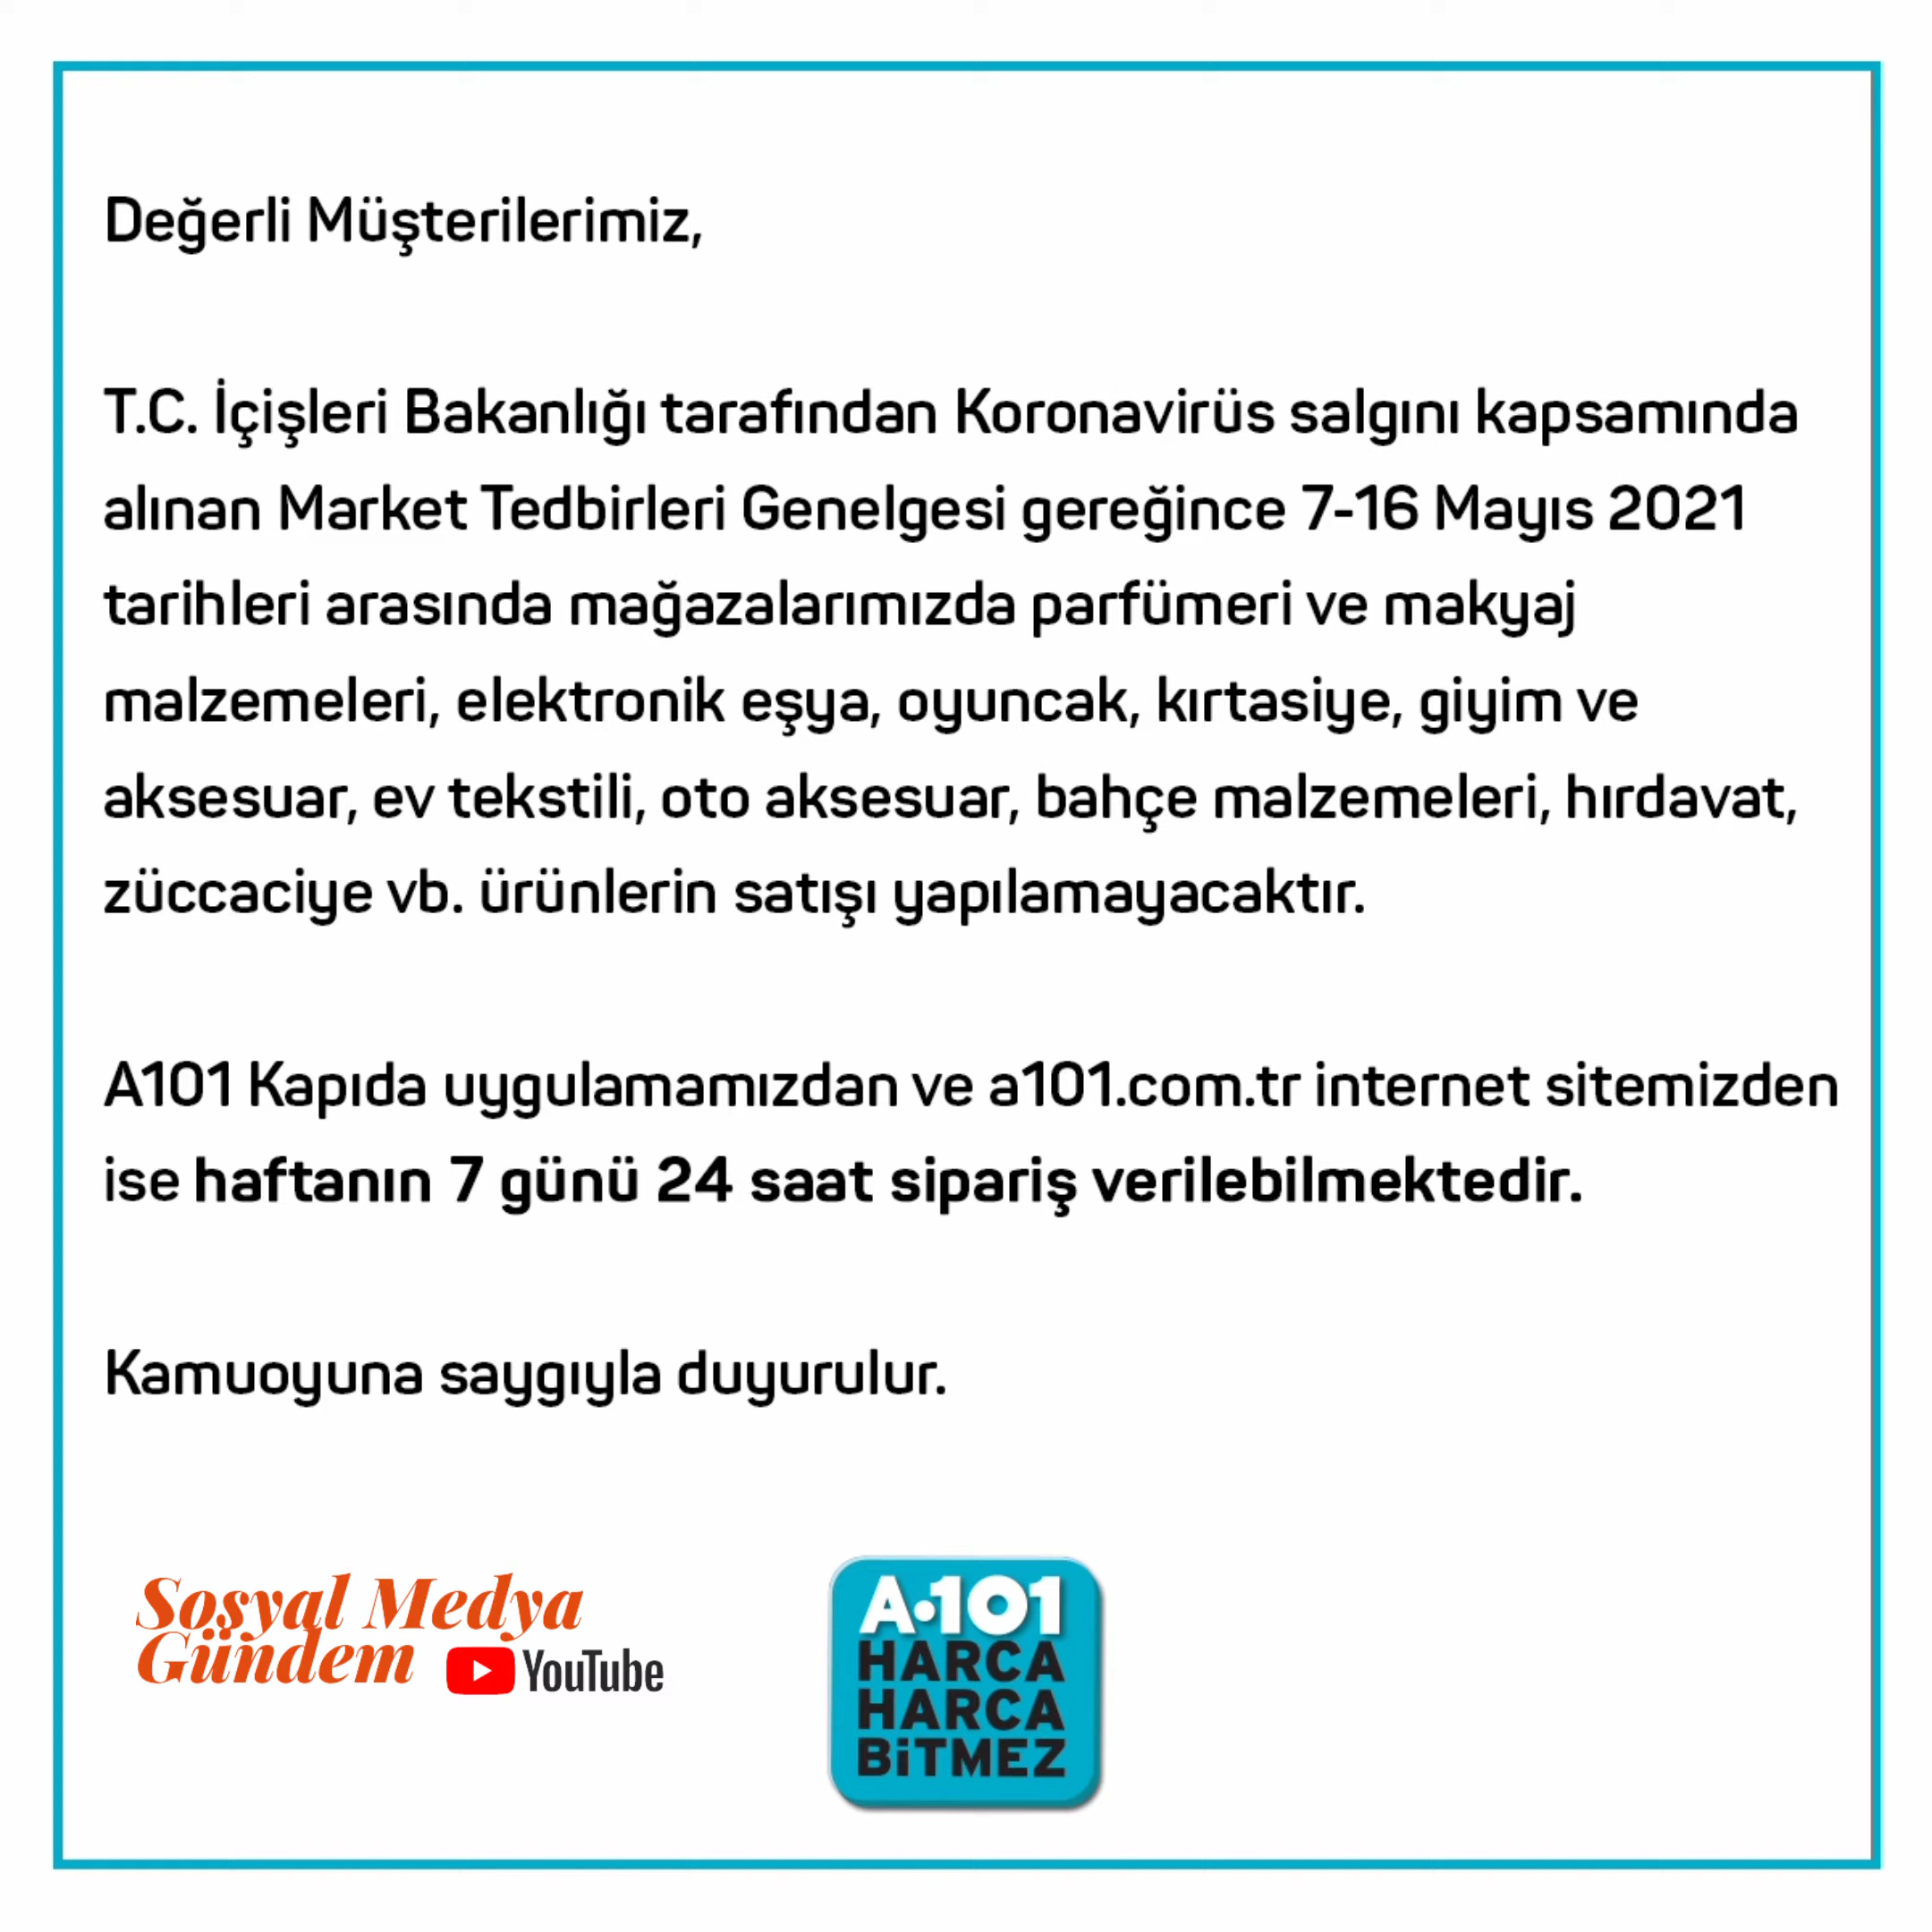 Değerli Müşterilerimiz,
T.C. İçişleri Bakanlığı tarafından Koronavirüs salgını kapsamında
alınan Market Tedbirleri Genelgesi gereğince 7-16 Mayıs 2021
tarihleri arasında mağazalarımızda parfümeri ve makyaj
malzemeleri, elektronik eşya, oyuncak, kırtasiye, giyim ve
aksesuar, ev tekstili, oto aksesuar, bahçe malzemeleri, hırdavat,
züccaciye vb. ürünlerin satışı yapılamayacaktır.
A101 Kapıda uygulamamızdan ve a101.com.tr internet sitemizden
ise haftanın 7 günü 24 saat sipariş verilebilmektedir.
Kamuoyuna saygıyla duyurulur.
Sosyal Medya
Gündem YouTube
A101
HARCA
HARCA
BİTMEZ